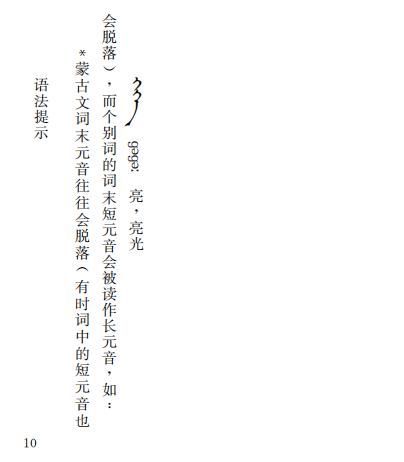 语法提示
*蒙古文词末元音往往会脱落（有时词中的短元音也
会脱落），而个别词的词末短元音会被读作长元音，如：
ᠭᠡᠭᠡ gegeː 亮，亮光
10